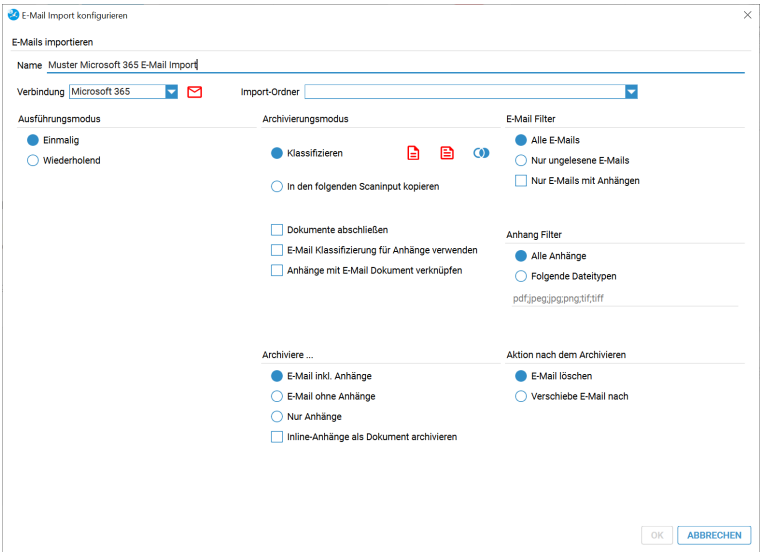 E-Mail Import konfigurieren
E-Mails importieren
Name Muster Microsoft 365 E-Mail Import
Verbindung Microsoft 365 Import-Ordner
Ausführungsmodus
Einmalig
Wiederholend
Archivierungsmodus
Klassifizieren
In den folgenden Scaninput kopieren
Dokumente abschließen
E-Mail Klassifizierung für Anhänge verwenden
Anhänge mit E-Mail Dokument verknüpfen
E-Mail Filter
Alle E-Mails
Nur ungelesene E-Mails
Nur E-Mails mit Anhängen
Anhang Filter
Alle Anhänge
Folgende Dateitypen
pdf;jpeg;jpg;png;tif;tiff
Archiviere ...
E-Mail inkl. Anhänge
E-Mail ohne Anhänge
Nur Anhänge
Inline-Anhänge als Dokument archivieren
Aktion nach dem Archivieren
E-Mail löschen
Verschiebe E-Mail nach
OK ABBRECHEN